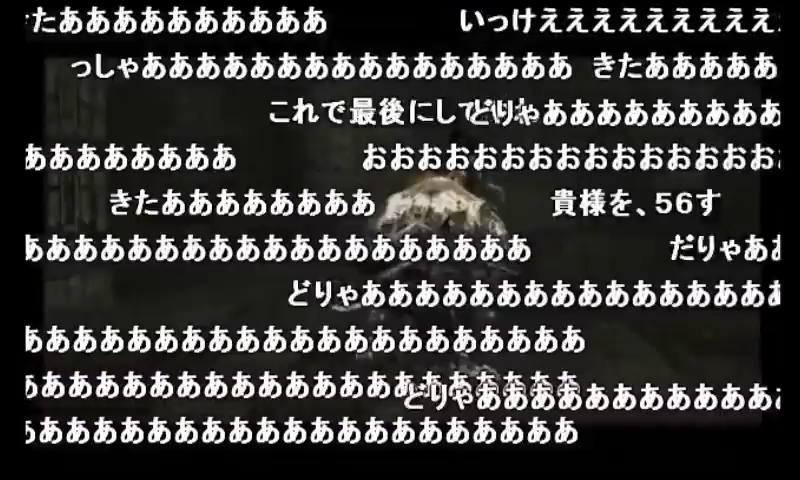 きたああああああああああ いっけえええええええええ
っしゃああああああああああああああああ きたあああああ
これで最後にして どりゃあああああああああ
ああああああああ おおおおおおおおおおおおおおお
きたああああああああ 貴様を、56す
あああああああああああああああああああ だりゃああ
どりゃああああああああああああああああ
あああああああああああああああああああああ
あああああああああああああああああああああ
どりゃああああああああああああ
あああああああああああああああああああああ